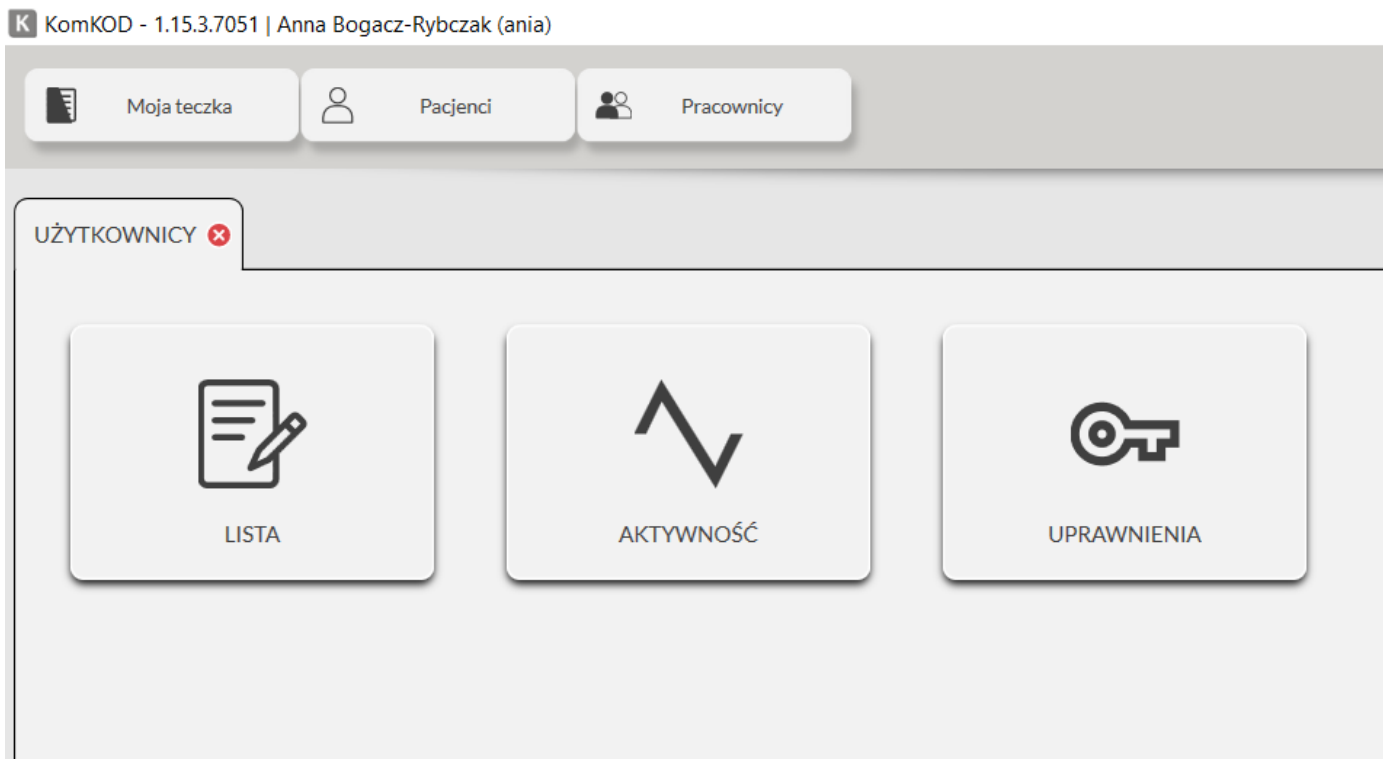 K KomKOD - 1.15.3.7051 | Anna Bogacz-Rybczak (ania)
Moja teczka Pacjenci Pracownicy
UŻYTKOWNICY
LISTA AKTYWNOŚĆ UPRAWNIENIA